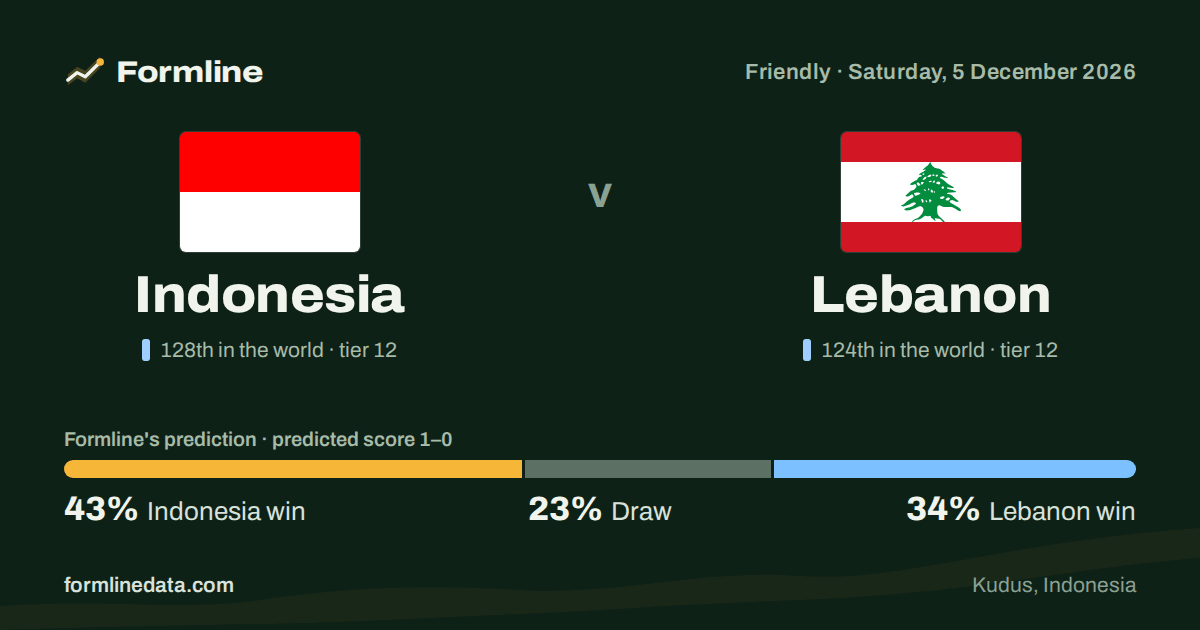 Formline
Friendly · Saturday, 5 December 2026
v
Indonesia
Lebanon
128th in the world · tier 12
124th in the world · tier 12
Formline's prediction · predicted score 1–0
43% Indonesia win
23% Draw
34% Lebanon win
formlinedata.com
Kudus, Indonesia